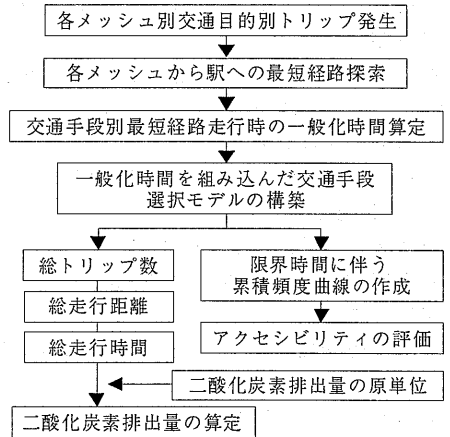 各メッシュ別交通目的別トリップ発生
各メッシュから駅への最短経路探索
交通手段別最短経路走行時の一般化時間算定
一般化時間を組み込んだ交通手段
選択モデルの構築
総トリップ数
総走行距離
総走行時間
限界時間に伴う
累積頻度曲線の作成
アクセシビリティの評価
二酸化炭素排出量の原単位
二酸化炭素排出量の算定